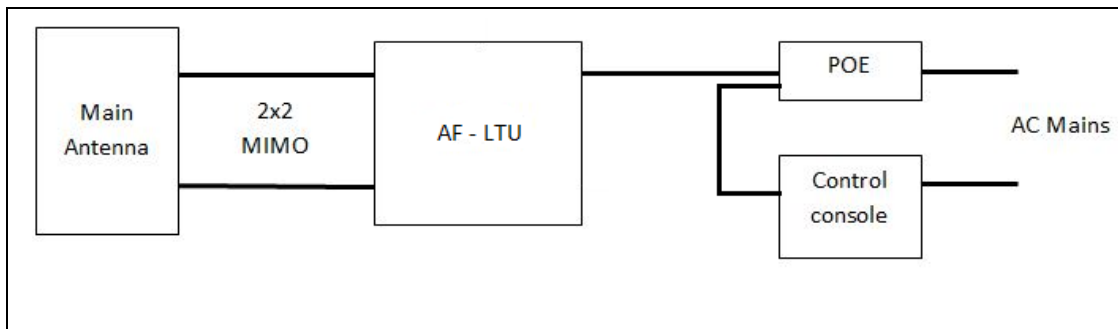 Main
Antenna
2x2
MIMO
AF - LTU
POE
AC Mains
Control
console